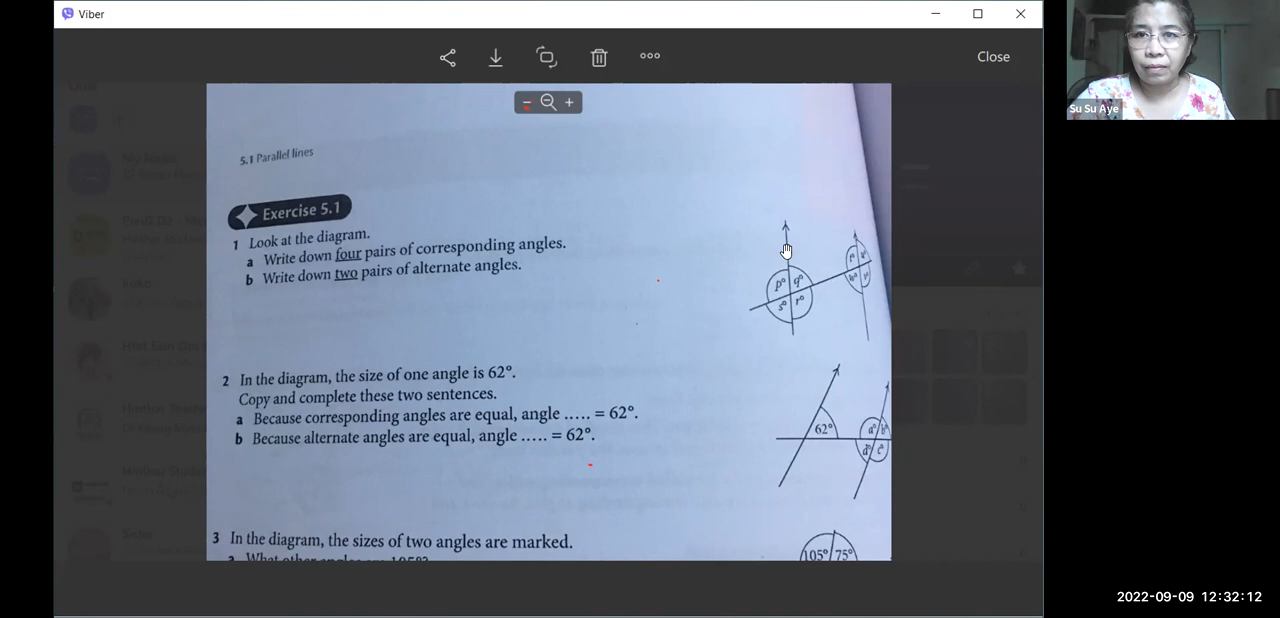 Viber
Close
Su Su Aye
5.1 Parallel lines
Exercise 5.1
1 Look at the diagram.
a Write down four pairs of corresponding angles.
b Write down two pairs of alternate angles.
p° q°
s° r°
2 In the diagram, the size of one angle is 62°.
Copy and complete these two sentences.
a Because corresponding angles are equal, angle ..... = 62°.
b Because alternate angles are equal, angle ..... = 62°.
62°
a° b°
d° c°
3 In the diagram, the sizes of two angles are marked.
105° 75°
2022-09-09 12:32:12